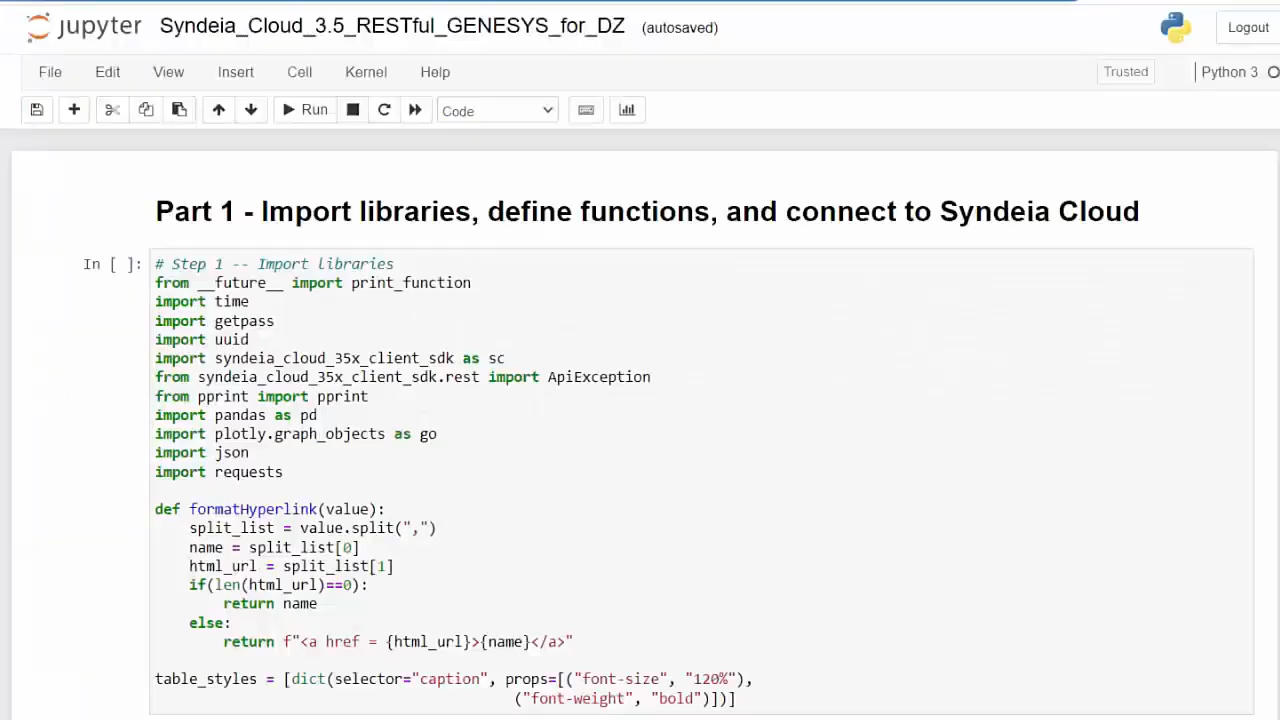 jupyter Syndeia_Cloud_3.5_RESTful_GENESYS_for_DZ (autosaved) Logout
File Edit View Insert Cell Kernel Help Trusted Python 3
Run Code
Part 1 - Import libraries, define functions, and connect to Syndeia Cloud
In [ ]: # Step 1 -- Import libraries
from __future__ import print_function
import time
import getpass
import uuid
import syndeia_cloud_35x_client_sdk as sc
from syndeia_cloud_35x_client_sdk.rest import ApiException
from pprint import pprint
import pandas as pd
import plotly.graph_objects as go
import json
import requests
def formatHyperlink(value):
split_list = value.split(",")
name = split_list[0]
html_url = split_list[1]
if(len(html_url)==0):
return name
else:
return f"<a href = {html_url}>{name}</a>"
table_styles = [dict(selector="caption", props=[("font-size", "120%"),
("font-weight", "bold")])]